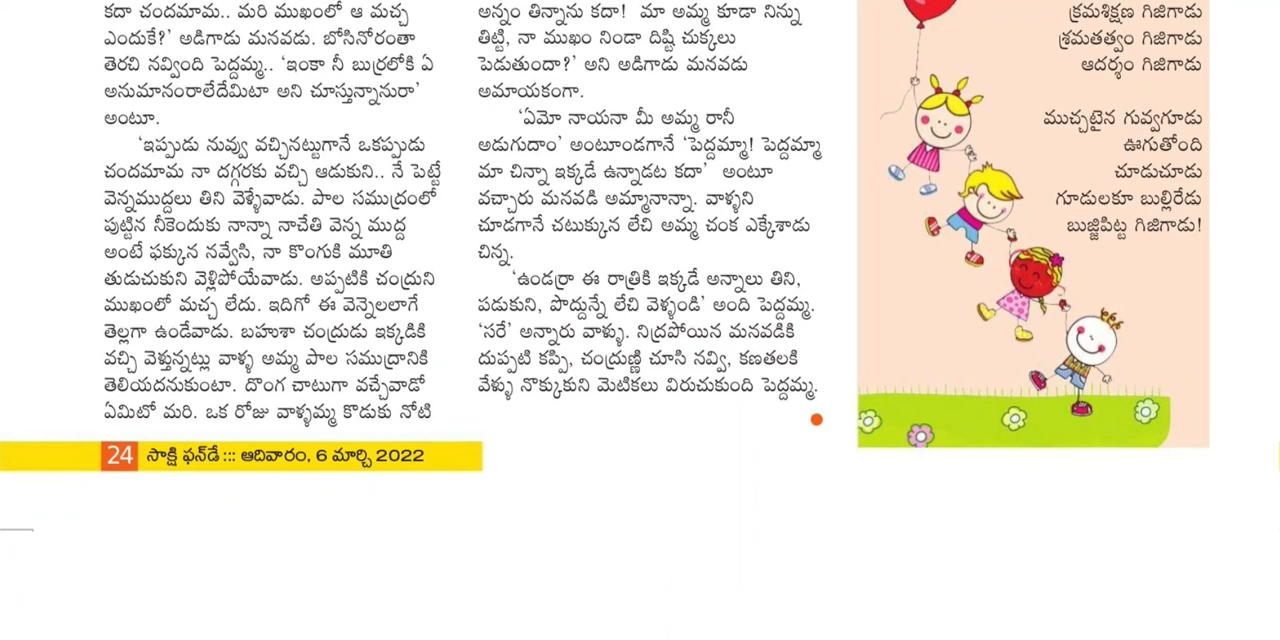 కదా చందమామ.. మరి ముఖంలో ఆ మచ్చ
ఎందుకే?’ అడిగాడు మనవడు. బోసినోరంతా
తెరచి నవ్వింది పెద్దమ్మ.. ‘ఇంకా నీ బుర్రలోకి ఏ
అనుమానంరాలేదేమిటా అని చూస్తున్నానురా’
అంటూ.
‘ఇప్పుడు నువ్వు వచ్చినట్టుగానే ఒకప్పుడు
చందమామ నా దగ్గరకు వచ్చి ఆడుకుని.. నే పెట్టే
వెన్నముద్దలు తిని వెళ్ళేవాడు. పాల సముద్రంలో
పుట్టిన నీకెందుకు నాన్నా నాచేతి వెన్న ముద్ద
అంటే ఫక్కున నవ్వేసి, నా కొంగుకి మూతి
తుడుచుకుని వెళ్లిపోయేవాడు. అప్పటికి చంద్రుని
ముఖంలో మచ్చ లేదు. ఇదిగో ఈ వెన్నెలలాగే
తెల్లగా ఉండేవాడు. బహుశా చంద్రుడు ఇక్కడికి
వచ్చి వెళ్తున్నట్లు వాళ్ళ అమ్మ పాల సముద్రానికి
తెలియదనుకుంటా. దొంగ చాటుగా వచ్చేవాడో
ఏమిటో మరి. ఒక రోజు వాళ్ళమ్మ కొడుకు నోటి
అన్నం తిన్నాను కదా! మా అమ్మ కూడా నిన్ను
తిట్టి, నా ముఖం నిండా దిష్టి చుక్కలు
పెడుతుందా?’ అని అడిగాడు మనవడు
అమాయకంగా.
‘ఏమో నాయనా మీ అమ్మ రానీ
అడుగుదాం’ అంటూండగానే ‘పెద్దమ్మా! పెద్దమ్మా
మా చిన్నా ఇక్కడే ఉన్నాడట కదా’ అంటూ
వచ్చారు మనవడి అమ్మానాన్నా. వాళ్ళని
చూడగానే చటుక్కున లేచి అమ్మ చంక ఎక్కేశాడు
చిన్న.
‘ఉండర్రా ఈ రాత్రికి ఇక్కడే అన్నాలు తిని,
పడుకుని, పొద్దున్నే లేచి వెళ్ళండి’ అంది పెద్దమ్మ.
‘సరే’ అన్నారు వాళ్ళు. నిద్రపోయిన మనవడికి
దుప్పటి కప్పి, చంద్రుణ్ణి చూసి నవ్వి, కణతలకి
వేళ్ళు నొక్కుకుని మెటికలు విరుచుకుంది పెద్దమ్మ.
క్రమశిక్షణ గిజిగాడు
శ్రమతత్వం గిజిగాడు
ఆదర్శం గిజిగాడు
ముచ్చటైన గువ్వగూడు
ఊగుతోంది
చూడుచూడు
గూడులకూ బుల్లిరేడు
బుజ్జిపిట్ట గిజిగాడు!
24 సాక్షి ఫన్‌డే ::: ఆదివారం, 6 మార్చి 2022